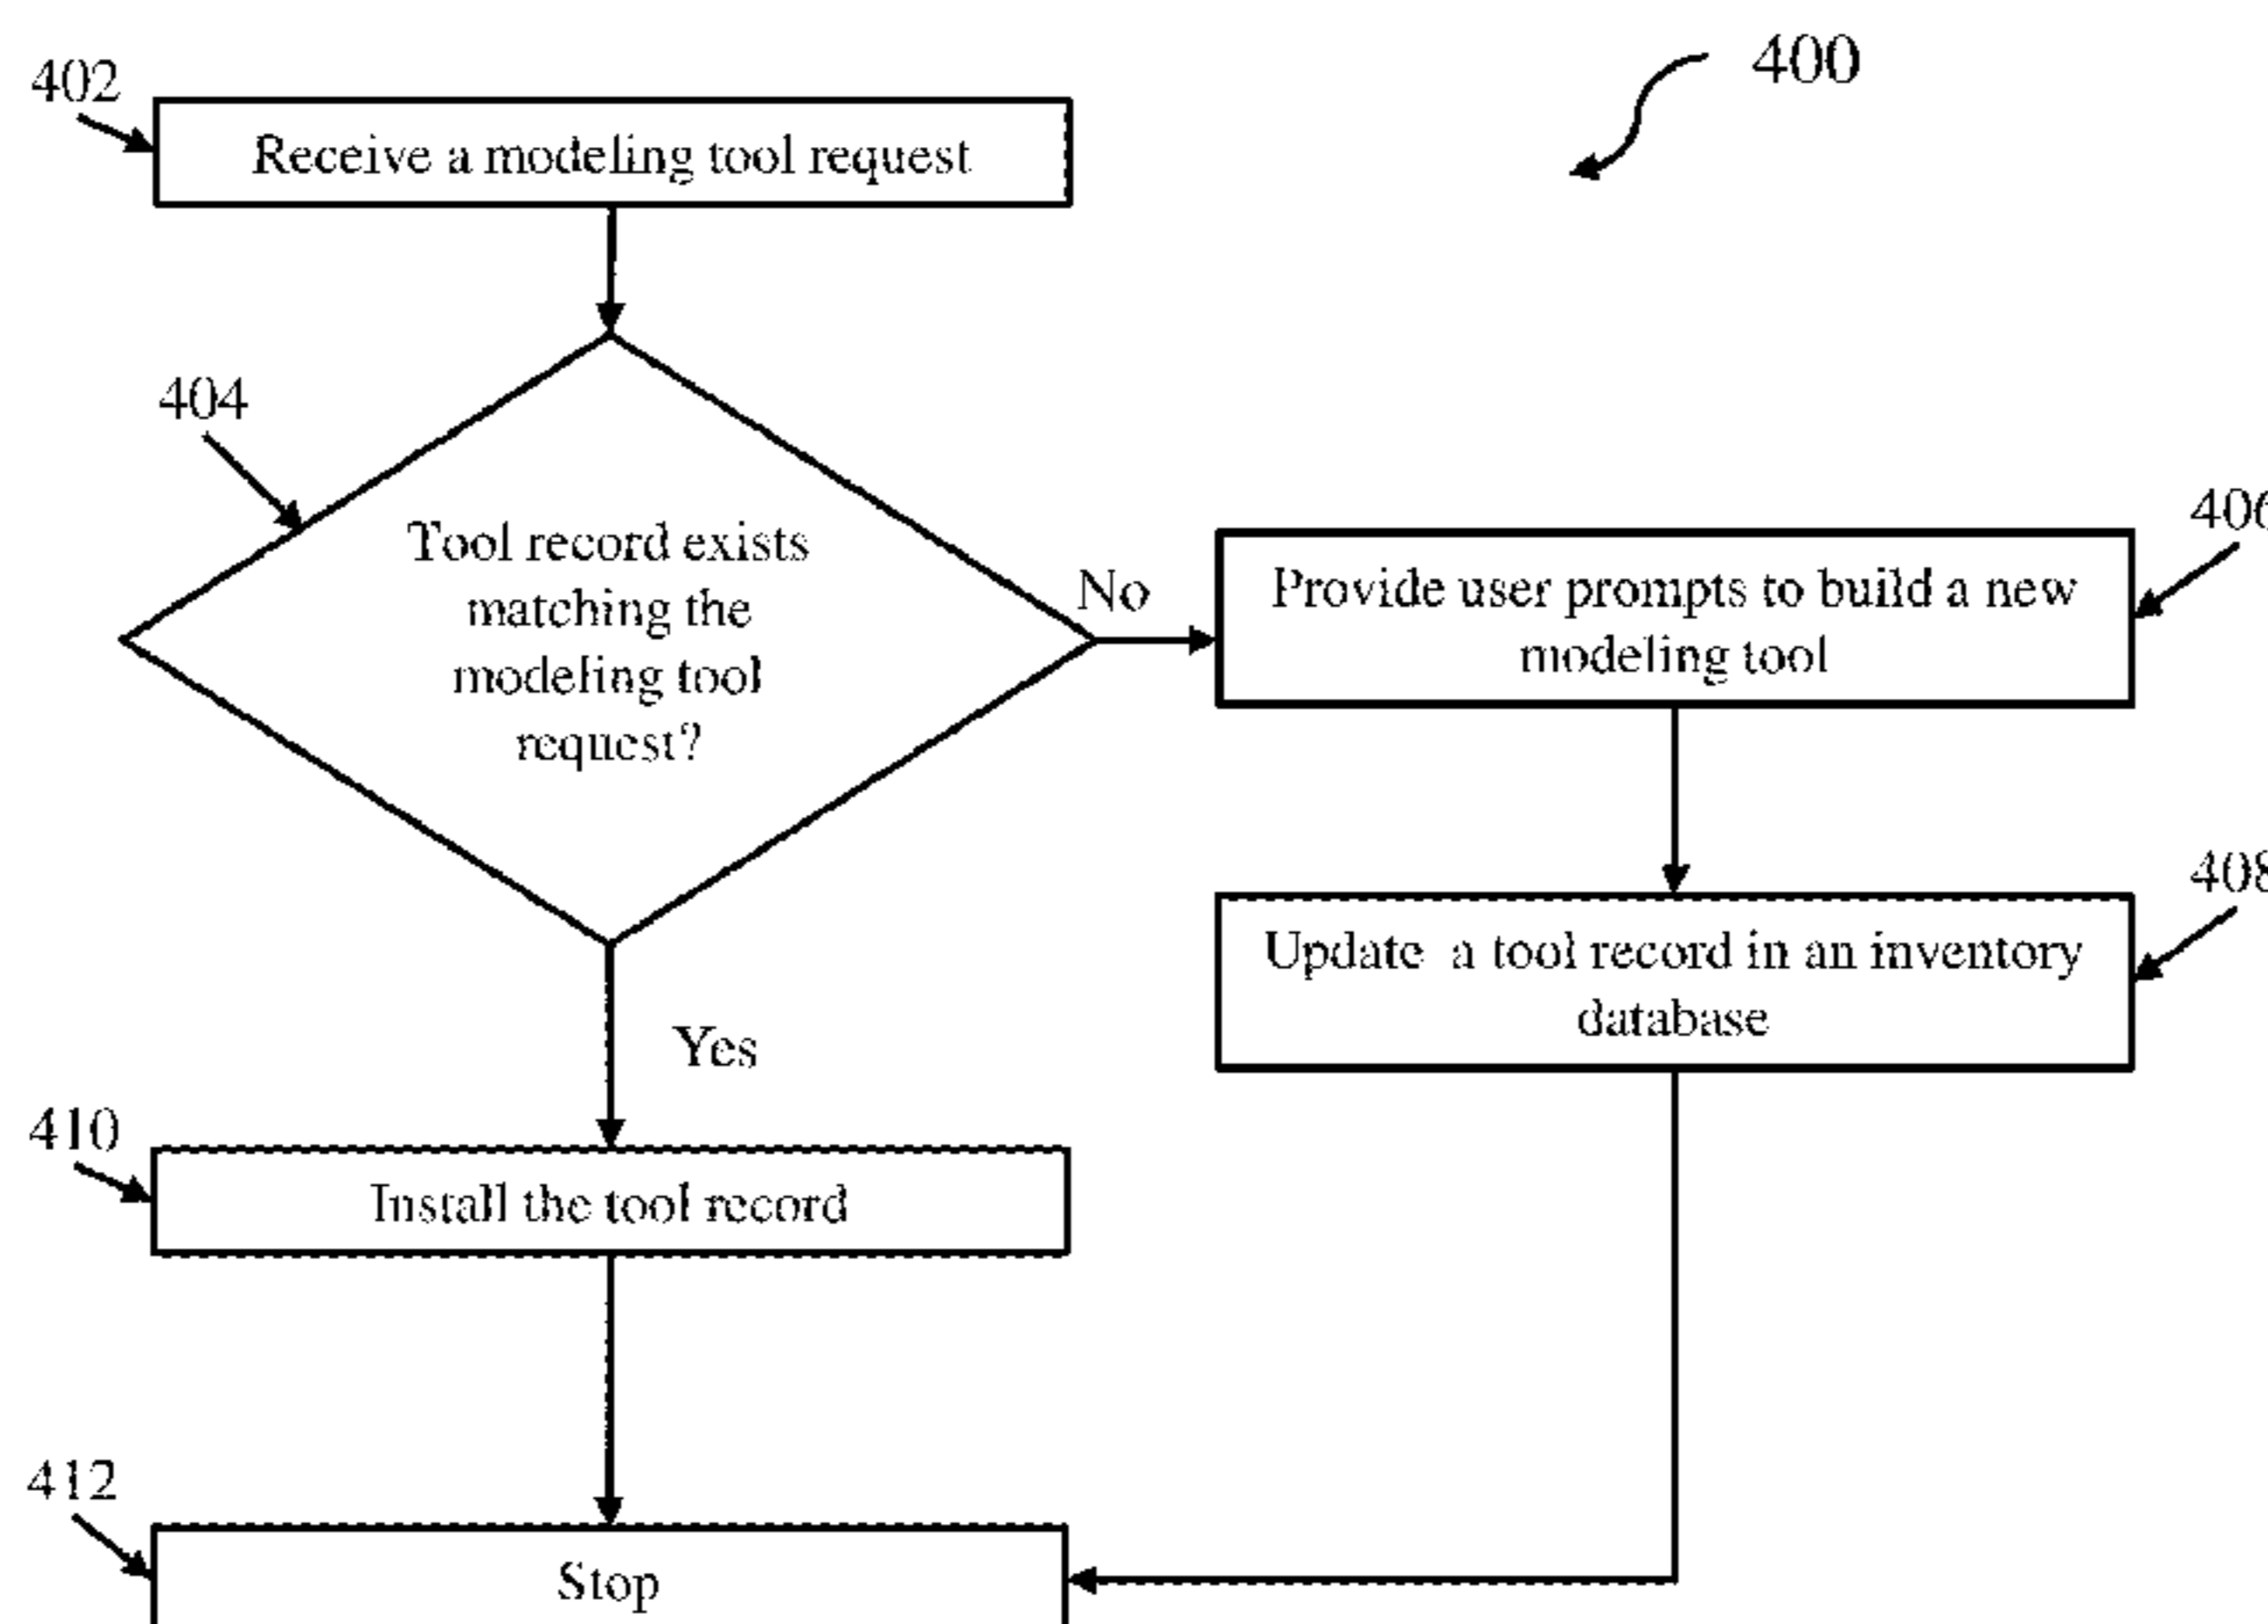 400
402
Receive a modeling tool request
404
Tool record exists
matching the
modeling tool
request?
No
406
Provide user prompts to build a new
modeling tool
408
Update a tool record in an inventory
database
Yes
410
Install the tool record
412
Stop